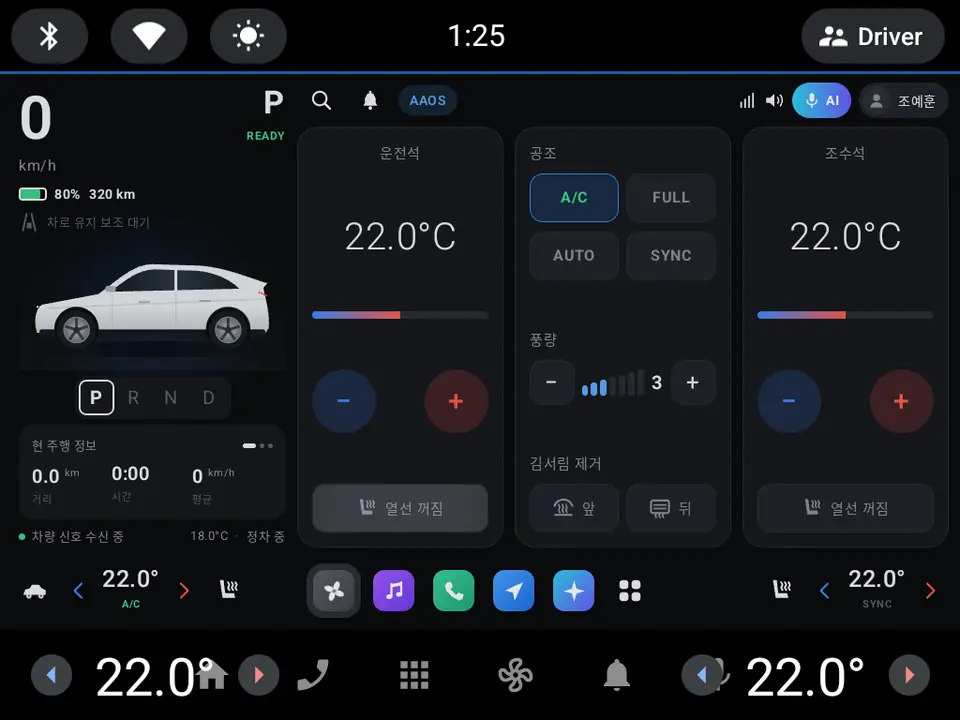 1:25
Driver
0
P
READY
km/h
80% 320 km
차로 유지 보조 대기
P R N D
현 주행 정보
0.0 km
거리
0:00
시간
0 km/h
평균
차량 신호 수신 중
18.0°C · 정차 중
AAOS
AI
조예훈
운전석
22.0°C
−
+
열선 꺼짐
공조
A/C
FULL
AUTO
SYNC
풍량
−
3
+
김서림 제거
앞
뒤
조수석
22.0°C
−
+
열선 꺼짐
22.0°
A/C
22.0°
SYNC
22.0°
22.0°